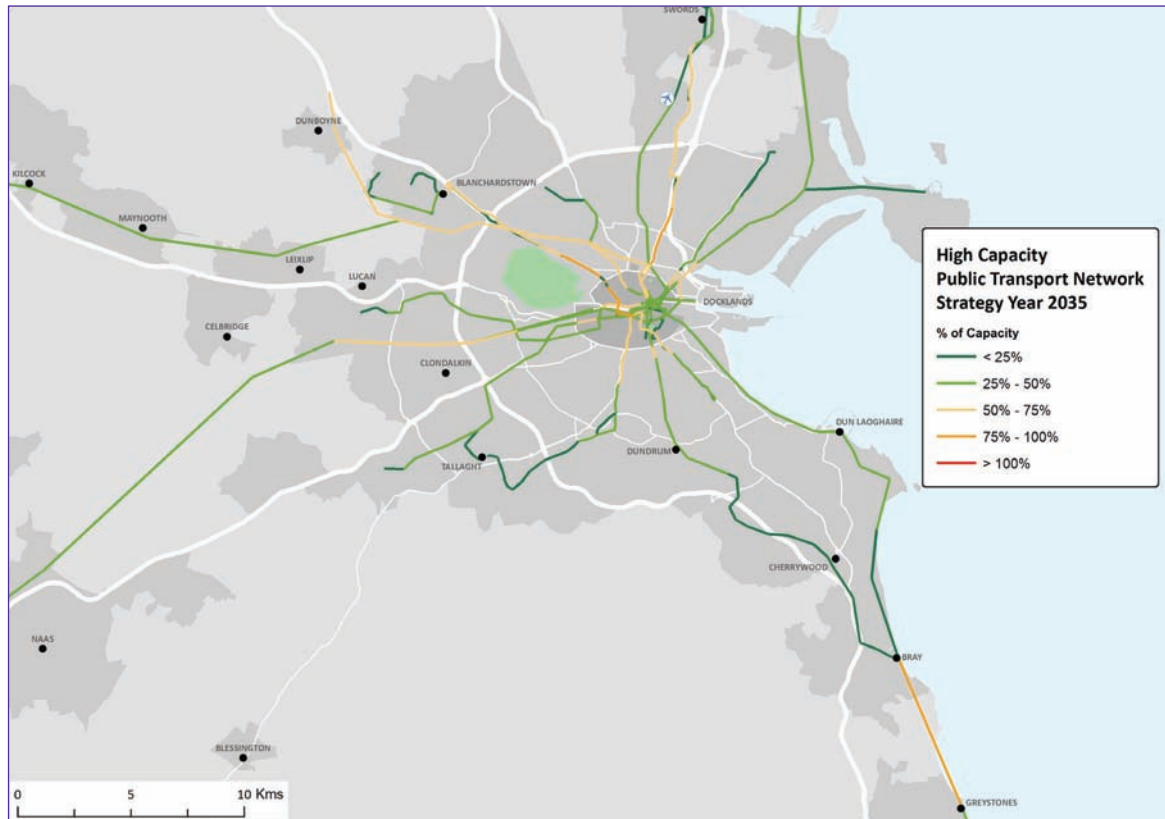 SWORDS
DUNBOYNE
KILCOCK
BLANCHARDSTOWN
MAYNOOTH
LEIXLIP
LUCAN
DOCKLANDS
CELBRIDGE
CLONDALKIN
DUN LAOGHAIRE
DUNDRUM
TALLAGHT
CHERRYWOOD
NAAS
BRAY
BLESSINGTON
GREYSTONES
High Capacity
Public Transport Network
Strategy Year 2035
% of Capacity
< 25%
25% - 50%
50% - 75%
75% - 100%
> 100%
0 5 10 Kms